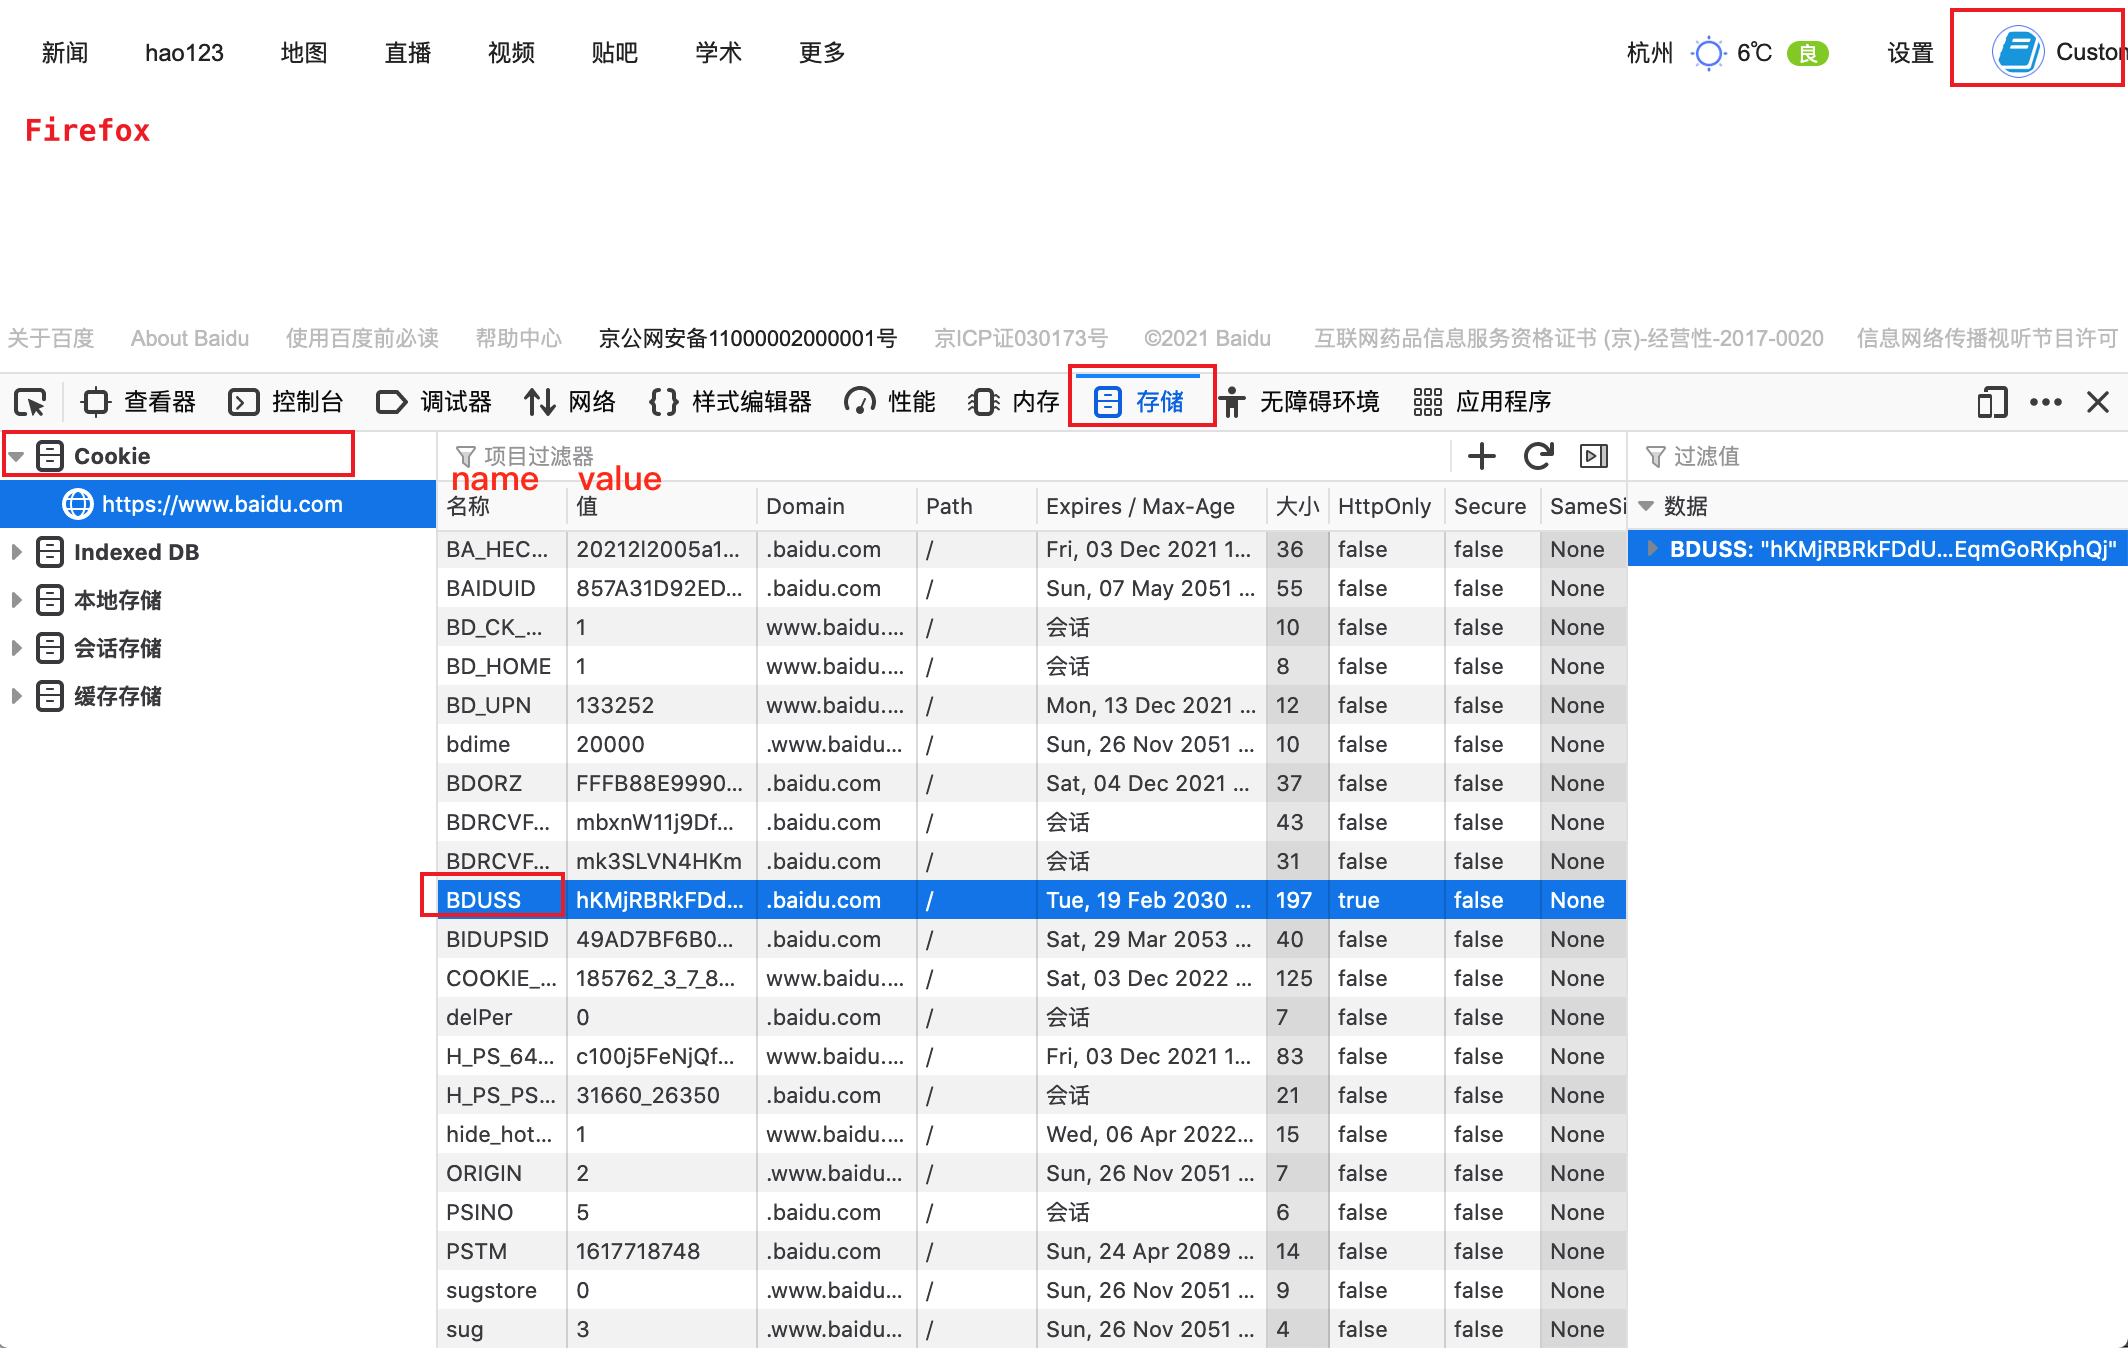 新闻 hao123 地图 直播 视频 贴吧 学术 更多 杭州 6℃ 良 设置 Custon
Firefox
关于百度 About Baidu 使用百度前必读 帮助中心 京公网安备11000002000001号 京ICP证030173号 ©2021 Baidu 互联网药品信息服务资格证书 (京)-经营性-2017-0020 信息网络传播视听节目许可
查看器 控制台 调试器 网络 样式编辑器 性能 内存 存储 无障碍环境 应用程序
Cookie
https://www.baidu.com
Indexed DB
本地存储
会话存储
缓存存储
项目过滤器
name value
名称 值 Domain Path Expires / Max-Age 大小 HttpOnly Secure SameSi
BA_HEC... 20212l2005a1... .baidu.com / Fri, 03 Dec 2021 1... 36 false false None
BAIDUID 857A31D92ED... .baidu.com / Sun, 07 May 2051 ... 55 false false None
BD_CK_... 1 www.baidu.... / 会话 10 false false None
BD_HOME 1 www.baidu.... / 会话 8 false false None
BD_UPN 133252 www.baidu.... / Mon, 13 Dec 2021 ... 12 false false None
bdime 20000 .www.baidu... / Sun, 26 Nov 2051 ... 10 false false None
BDORZ FFFB88E9990... .baidu.com / Sat, 04 Dec 2021 ... 37 false false None
BDRCVF... mbxnW11j9Df... .baidu.com / 会话 43 false false None
BDRCVF... mk3SLVN4HKm .baidu.com / 会话 31 false false None
BDUSS hKMjRBRkFDd... .baidu.com / Tue, 19 Feb 2030 ... 197 true false None
BIDUPSID 49AD7BF6B0... .baidu.com / Sat, 29 Mar 2053 ... 40 false false None
COOKIE_... 185762_3_7_8... www.baidu.... / Sat, 03 Dec 2022 ... 125 false false None
delPer 0 .baidu.com / 会话 7 false false None
H_PS_64... c100j5FeNjQf... www.baidu.... / Fri, 03 Dec 2021 1... 83 false false None
H_PS_PS... 31660_26350 .baidu.com / 会话 21 false false None
hide_hot... 1 www.baidu.... / Wed, 06 Apr 2022... 15 false false None
ORIGIN 2 .www.baidu... / Sun, 26 Nov 2051 ... 7 false false None
PSINO 5 .baidu.com / 会话 6 false false None
PSTM 1617718748 .baidu.com / Sun, 24 Apr 2089 ... 14 false false None
sugstore 0 .www.baidu... / Sun, 26 Nov 2051 ... 9 false false None
sug 3 .www.baidu... / Sun, 26 Nov 2051 ... 4 false false None
过滤值
数据
BDUSS: "hKMjRBRkFDdU...EqmGoRKphQj"